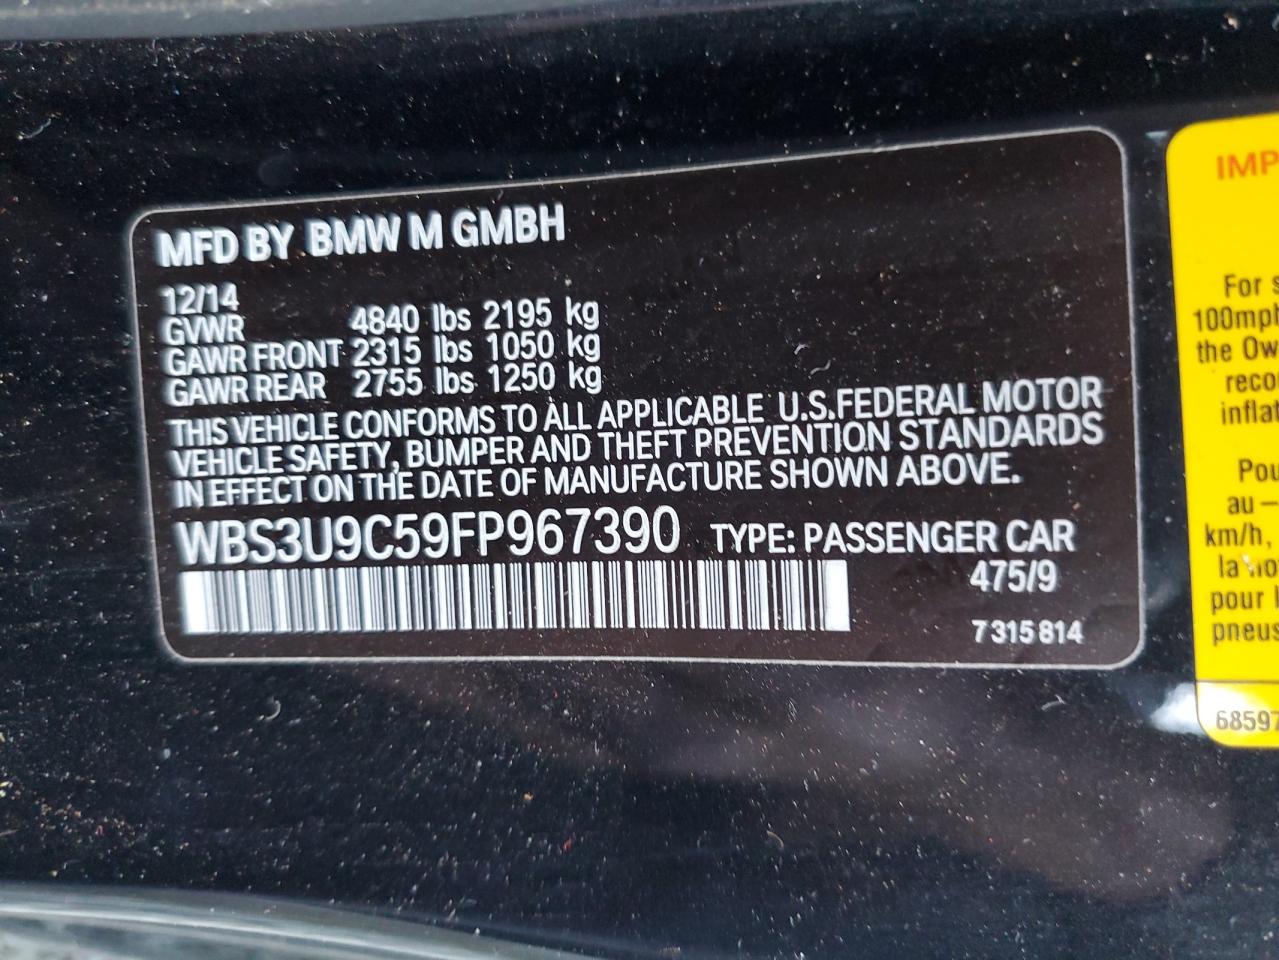 MFD BY BMW M GMBH
12/14
GVWR 4840 lbs 2195 kg
GAWR FRONT 2315 lbs 1050 kg
GAWR REAR 2755 lbs 1250 kg
THIS VEHICLE CONFORMS TO ALL APPLICABLE U.S.FEDERAL MOTOR
VEHICLE SAFETY, BUMPER AND THEFT PREVENTION STANDARDS
IN EFFECT ON THE DATE OF MANUFACTURE SHOWN ABOVE.
WBS3U9C59FP967390 TYPE: PASSENGER CAR
475/9
7 315 814
IMP
For s
100mph
the Ow
reco
inflat
Pou
au –
km/h,
la no
pour l
pneus
68597